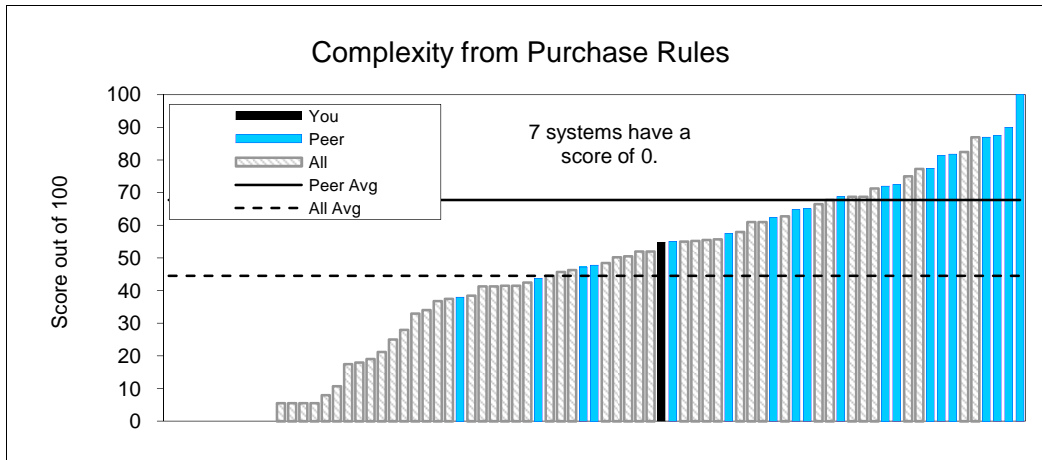 Complexity from Purchase Rules
Score out of 100
100
90
80
70
60
50
40
30
20
10
0
You
Peer
All
Peer Avg
All Avg
7 systems have a
score of 0.